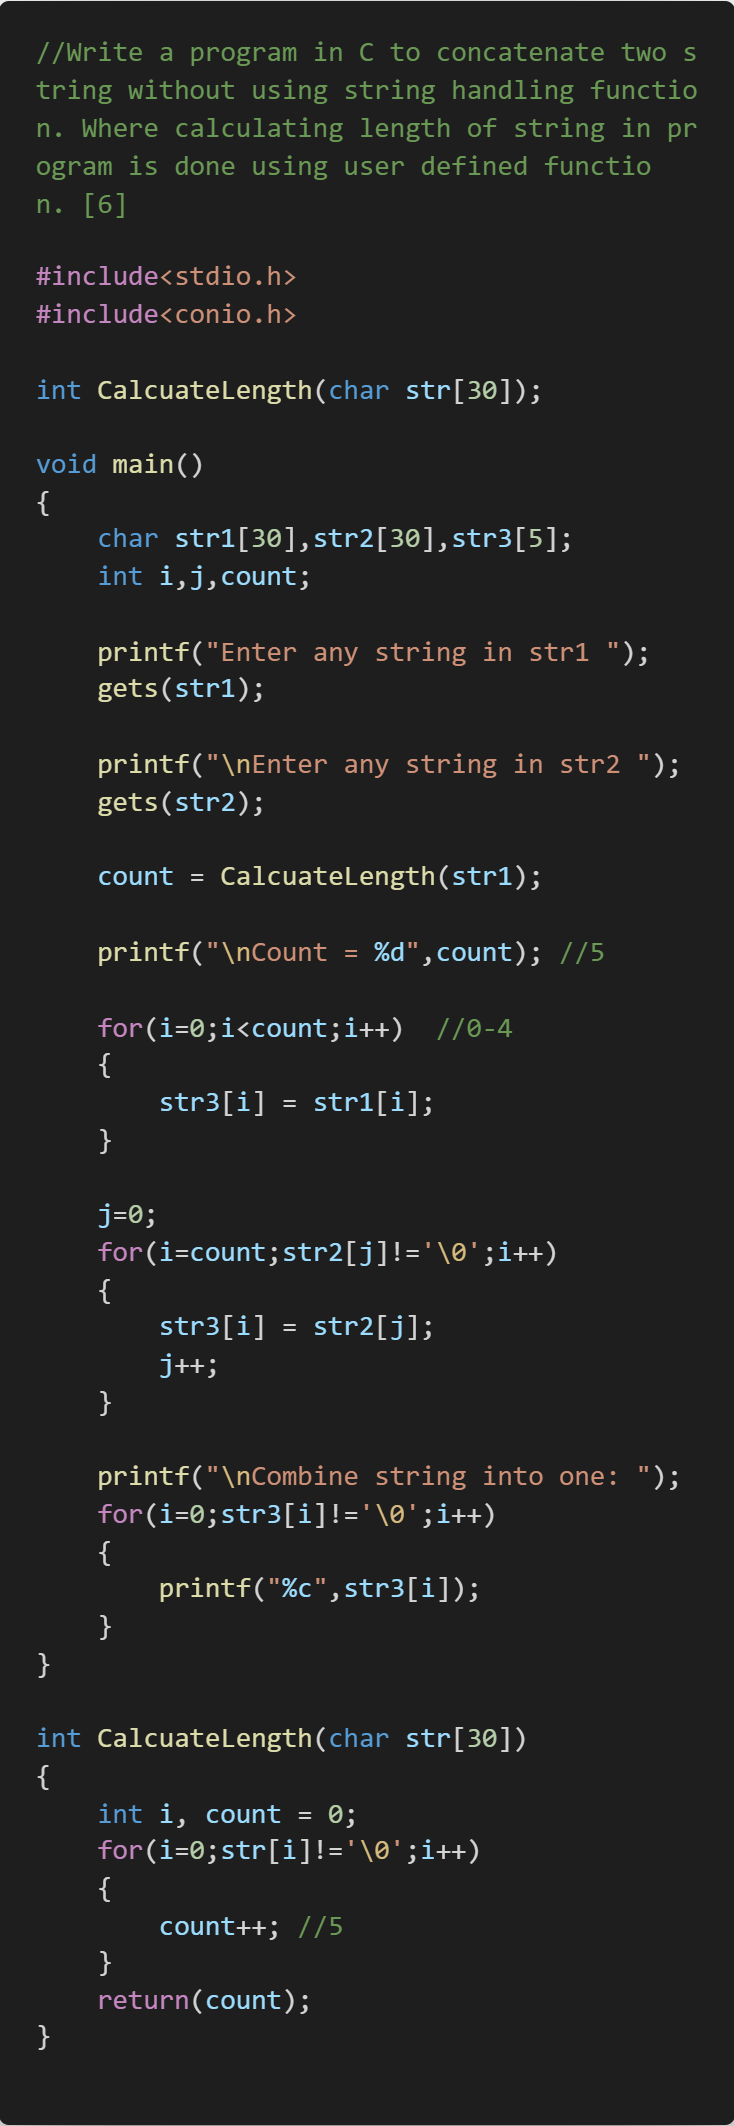 //Write a program in C to concatenate two s
tring without using string handling functio
n. Where calculating length of string in pr
ogram is done using user defined functio
n. [6]

#include<stdio.h>
#include<conio.h>

int CalcuateLength(char str[30]);

void main()
{
    char str1[30],str2[30],str3[5];
    int i,j,count;

    printf("Enter any string in str1 ");
    gets(str1);

    printf("\nEnter any string in str2 ");
    gets(str2);

    count = CalcuateLength(str1);

    printf("\nCount = %d",count); //5

    for(i=0;i<count;i++)  //0-4
    {
        str3[i] = str1[i];
    }

    j=0;
    for(i=count;str2[j]!='\0';i++)
    {
        str3[i] = str2[j];
        j++;
    }

    printf("\nCombine string into one: ");
    for(i=0;str3[i]!='\0';i++)
    {
        printf("%c",str3[i]);
    }
}

int CalcuateLength(char str[30])
{
    int i, count = 0;
    for(i=0;str[i]!='\0';i++)
    {
        count++; //5
    }
    return(count);
}